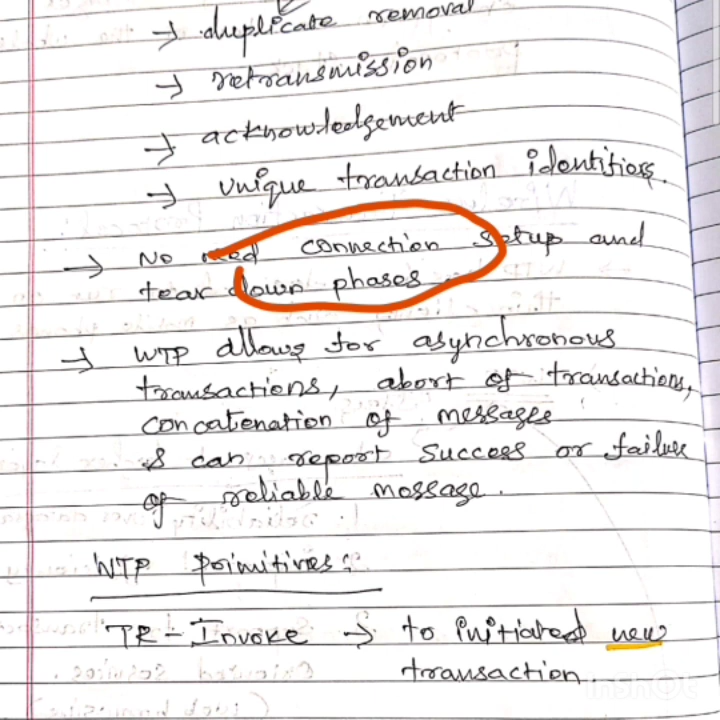 → duplicate removal
→ retransmission
→ acknowledgement
→ unique transaction identifiers.
→ No need connection setup and
tear down phases
→ WTP allows for asynchronous
transactions, abort of transactions,
concatenation of messages
& can report success or failure
of reliable message.
WTP Primitives:
TR-Invoke → to initiated new
transaction
inshot